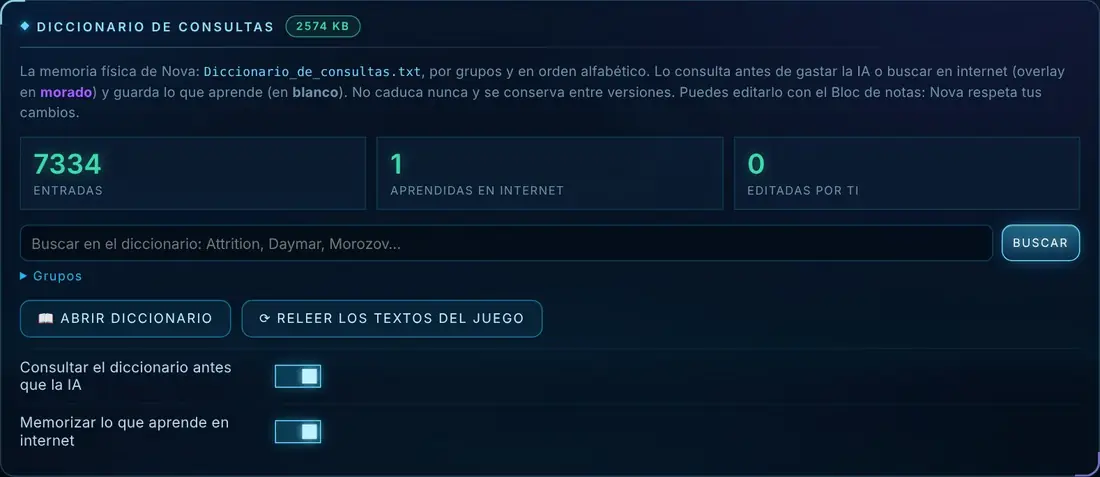 DICCIONARIO DE CONSULTAS 2574 KB
La memoria física de Nova: Diccionario_de_consultas.txt, por grupos y en orden alfabético. Lo consulta antes de gastar la IA o buscar en internet (overlay
en morado) y guarda lo que aprende (en blanco). No caduca nunca y se conserva entre versiones. Puedes editarlo con el Bloc de notas: Nova respeta tus
cambios.
7334
ENTRADAS
1
APRENDIDAS EN INTERNET
0
EDITADAS POR TI
Buscar en el diccionario: Attrition, Daymar, Morozov...
BUSCAR
Grupos
ABRIR DICCIONARIO
RELEER LOS TEXTOS DEL JUEGO
Consultar el diccionario antes
que la IA
Memorizar lo que aprende en
internet